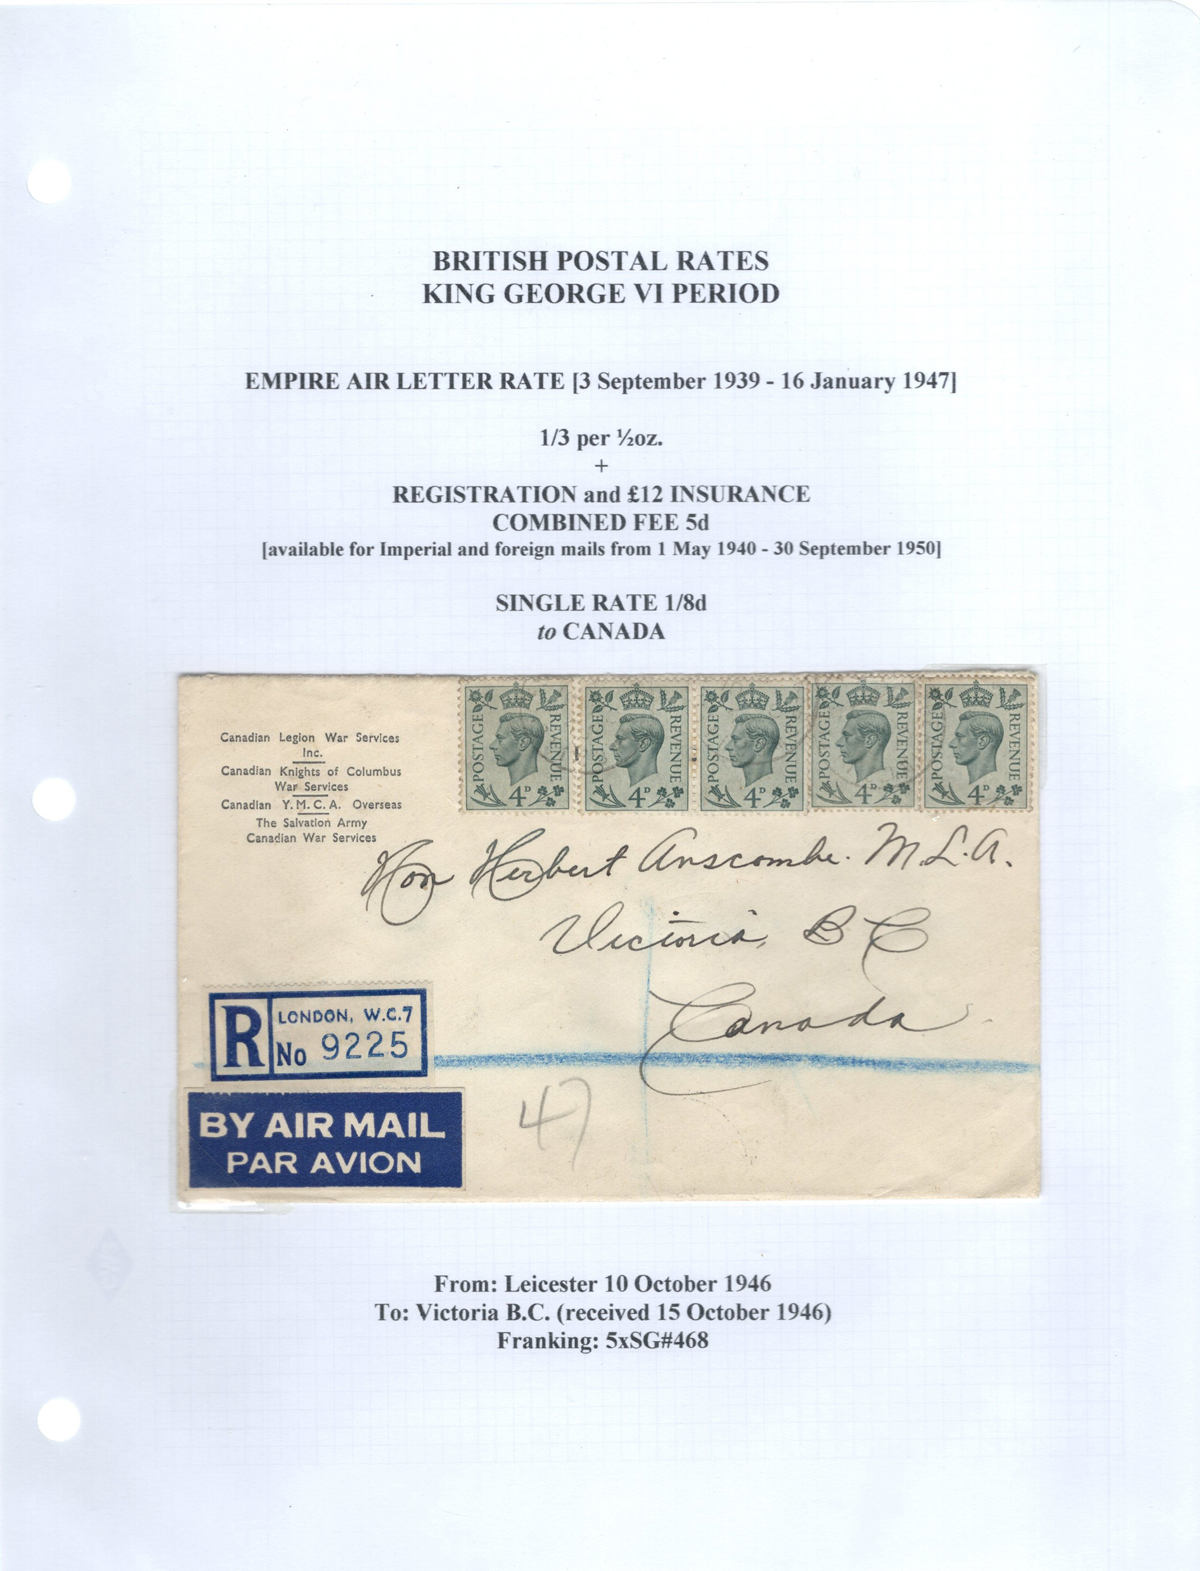 BRITISH POSTAL RATES
KING GEORGE VI PERIOD
EMPIRE AIR LETTER RATE [3 September 1939 - 16 January 1947]
1/3 per ½oz.
+
REGISTRATION and £12 INSURANCE
COMBINED FEE 5d
[available for Imperial and foreign mails from 1 May 1940 - 30 September 1950]
SINGLE RATE 1/8d
to CANADA
Canadian Legion War Services
Inc.
Canadian Knights of Columbus
War Services
Canadian Y.M.C.A. Overseas
The Salvation Army
Canadian War Services
POSTAGE REVENUE 4D
POSTAGE REVENUE 4D
POSTAGE REVENUE 4D
POSTAGE REVENUE 4D
POSTAGE REVENUE 4D
Hon Herbert Anscombe. M.L.A.
Victoria, B C
Canada.
R LONDON, W.C.7
No 9225
BY AIR MAIL
PAR AVION
47
From: Leicester 10 October 1946
To: Victoria B.C. (received 15 October 1946)
Franking: 5xSG#468